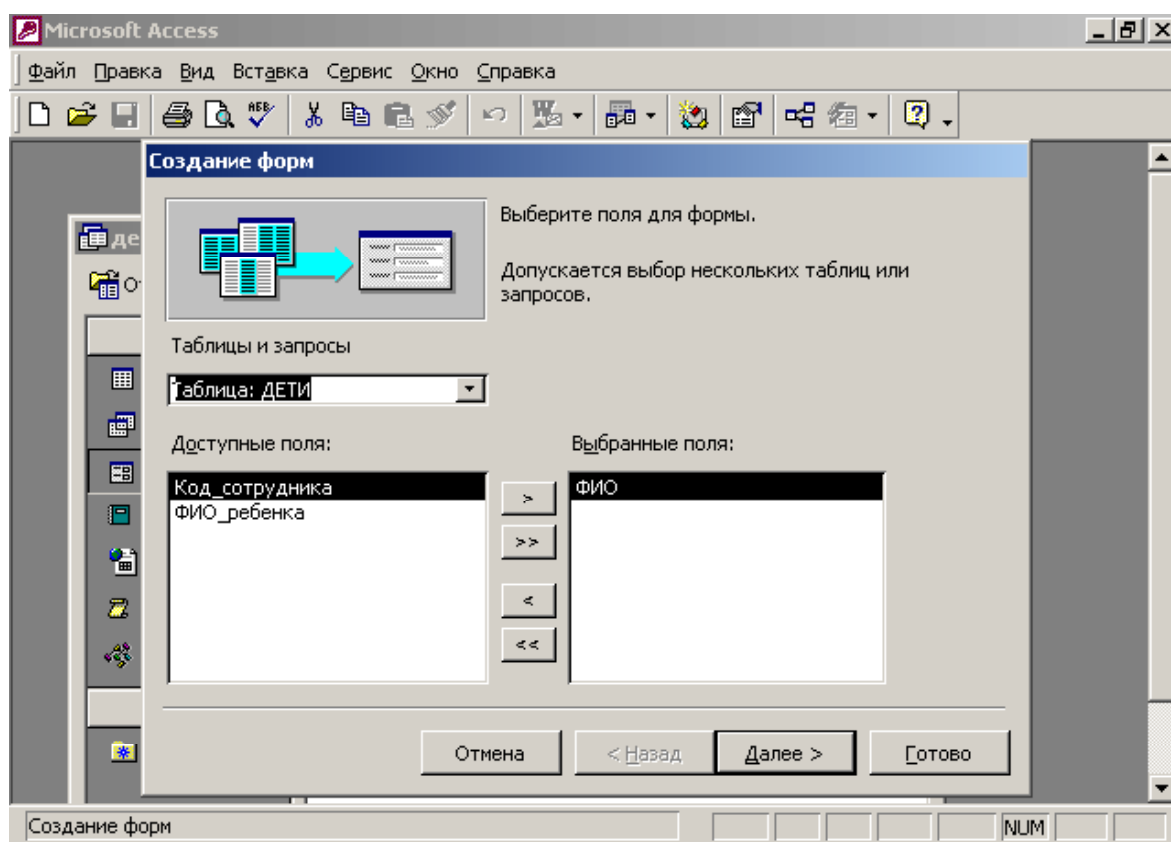 Microsoft Access
Файл Правка Вид Вставка Сервис Окно Справка
Создание форм
Выберите поля для формы.
де
Допускается выбор нескольких таблиц или
запросов.
Таблицы и запросы
Таблица: ДЕТИ
Доступные поля:
Выбранные поля:
Код_сотрудника
ФИО_ребенка
ФИО
>
>>
<
<<
Отмена
< Назад
Далее >
Готово
Создание форм
NUM